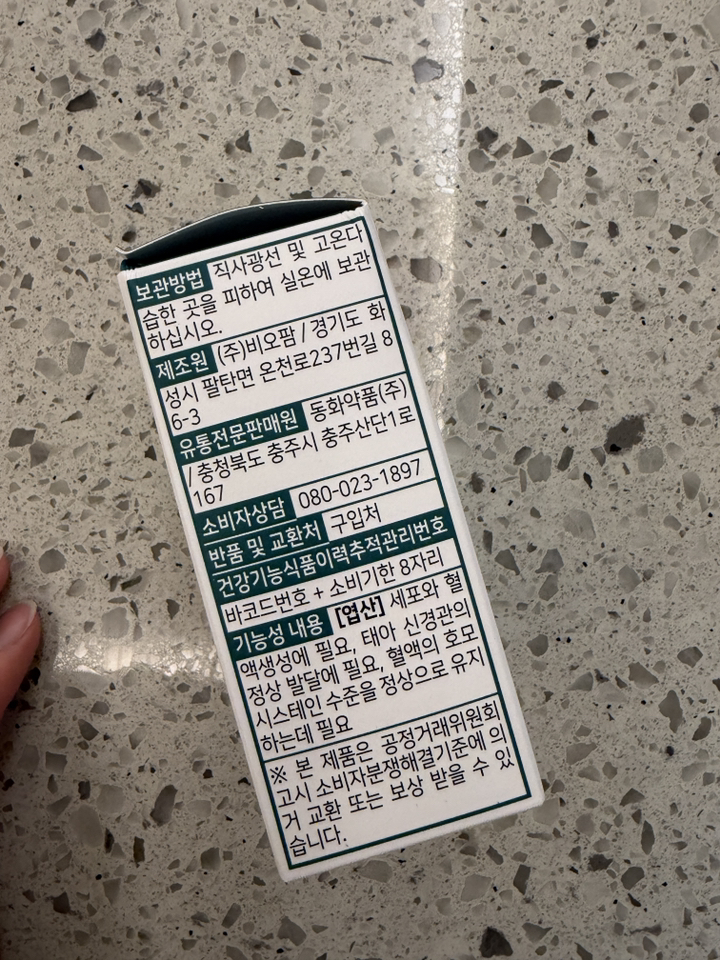 보관방법 직사광선 및 고온다
습한 곳을 피하여 실온에 보관
하십시오.
제조원 (주)비오팜 / 경기도 화
성시 팔탄면 온천로237번길 8
6-3
유통전문판매원 동화약품(주)
/ 충청북도 충주시 충주산단1로
167
소비자상담 080-023-1897
반품 및 교환처 구입처
건강기능식품이력추적관리번호
바코드번호 + 소비기한 8자리
기능성 내용 [엽산] 세포와 혈
액생성에 필요, 태아 신경관의
정상 발달에 필요, 혈액의 호모
시스테인 수준을 정상으로 유지
하는데 필요
※ 본 제품은 공정거래위원회
고시 소비자분쟁해결기준에 의
거 교환 또는 보상 받을 수 있
습니다.